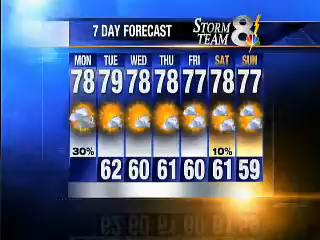 7 DAY FORECAST
STORM
TEAM 8
MON TUE WED THU FRI SAT SUN
78 79 78 78 77 78 77
30% 10%
62 60 61 60 61 59